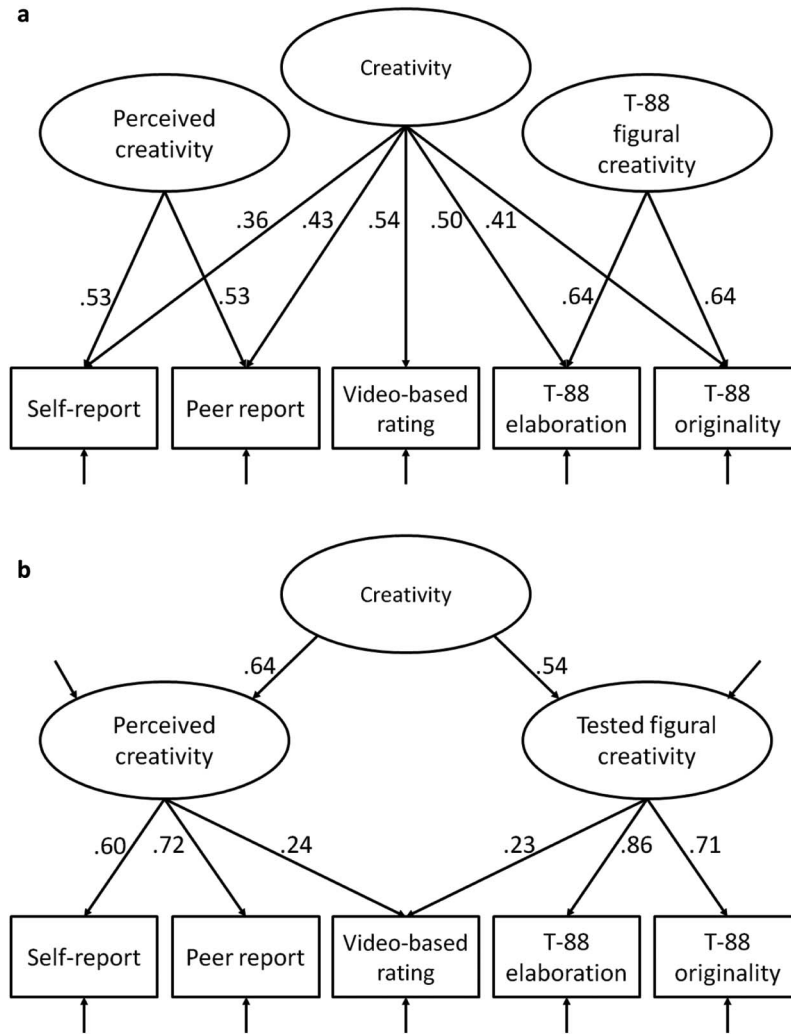 a
Creativity
Perceived
creativity
T-88
figural
creativity
.36
.43
.54
.50
.41
.53
.53
.64
.64
Self-report
Peer report
Video-based
rating
T-88
elaboration
T-88
originality
b
Creativity
.64
.54
Perceived
creativity
Tested figural
creativity
.60
.72
.24
.23
.86
.71
Self-report
Peer report
Video-based
rating
T-88
elaboration
T-88
originality